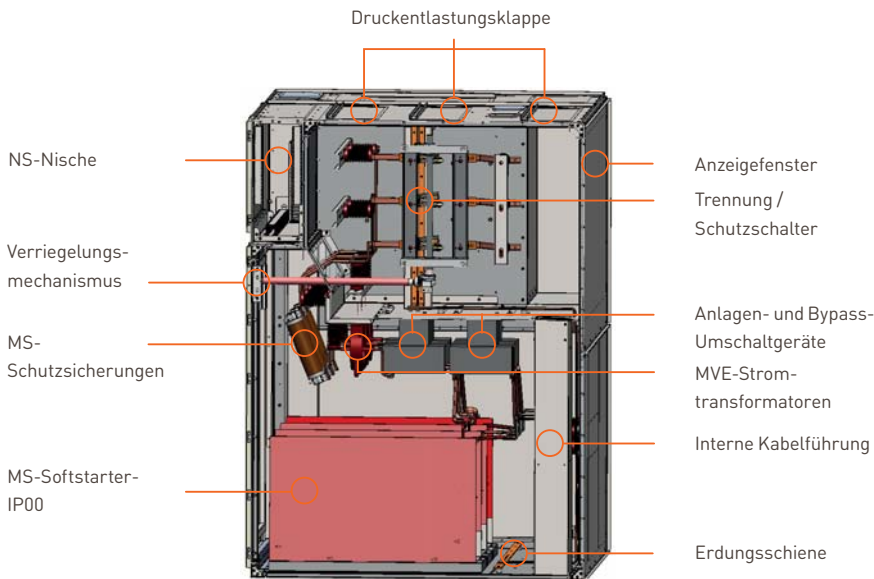 Druckentlastungsklappe
NS-Nische
Verriegelungs-
mechanismus
MS-
Schutzsicherungen
MS-Softstarter-
IP00
Anzeigefenster
Trennung /
Schutzschalter
Anlagen- und Bypass-
Umschaltgeräte
MVE-Strom-
transformatoren
Interne Kabelführung
Erdungsschiene